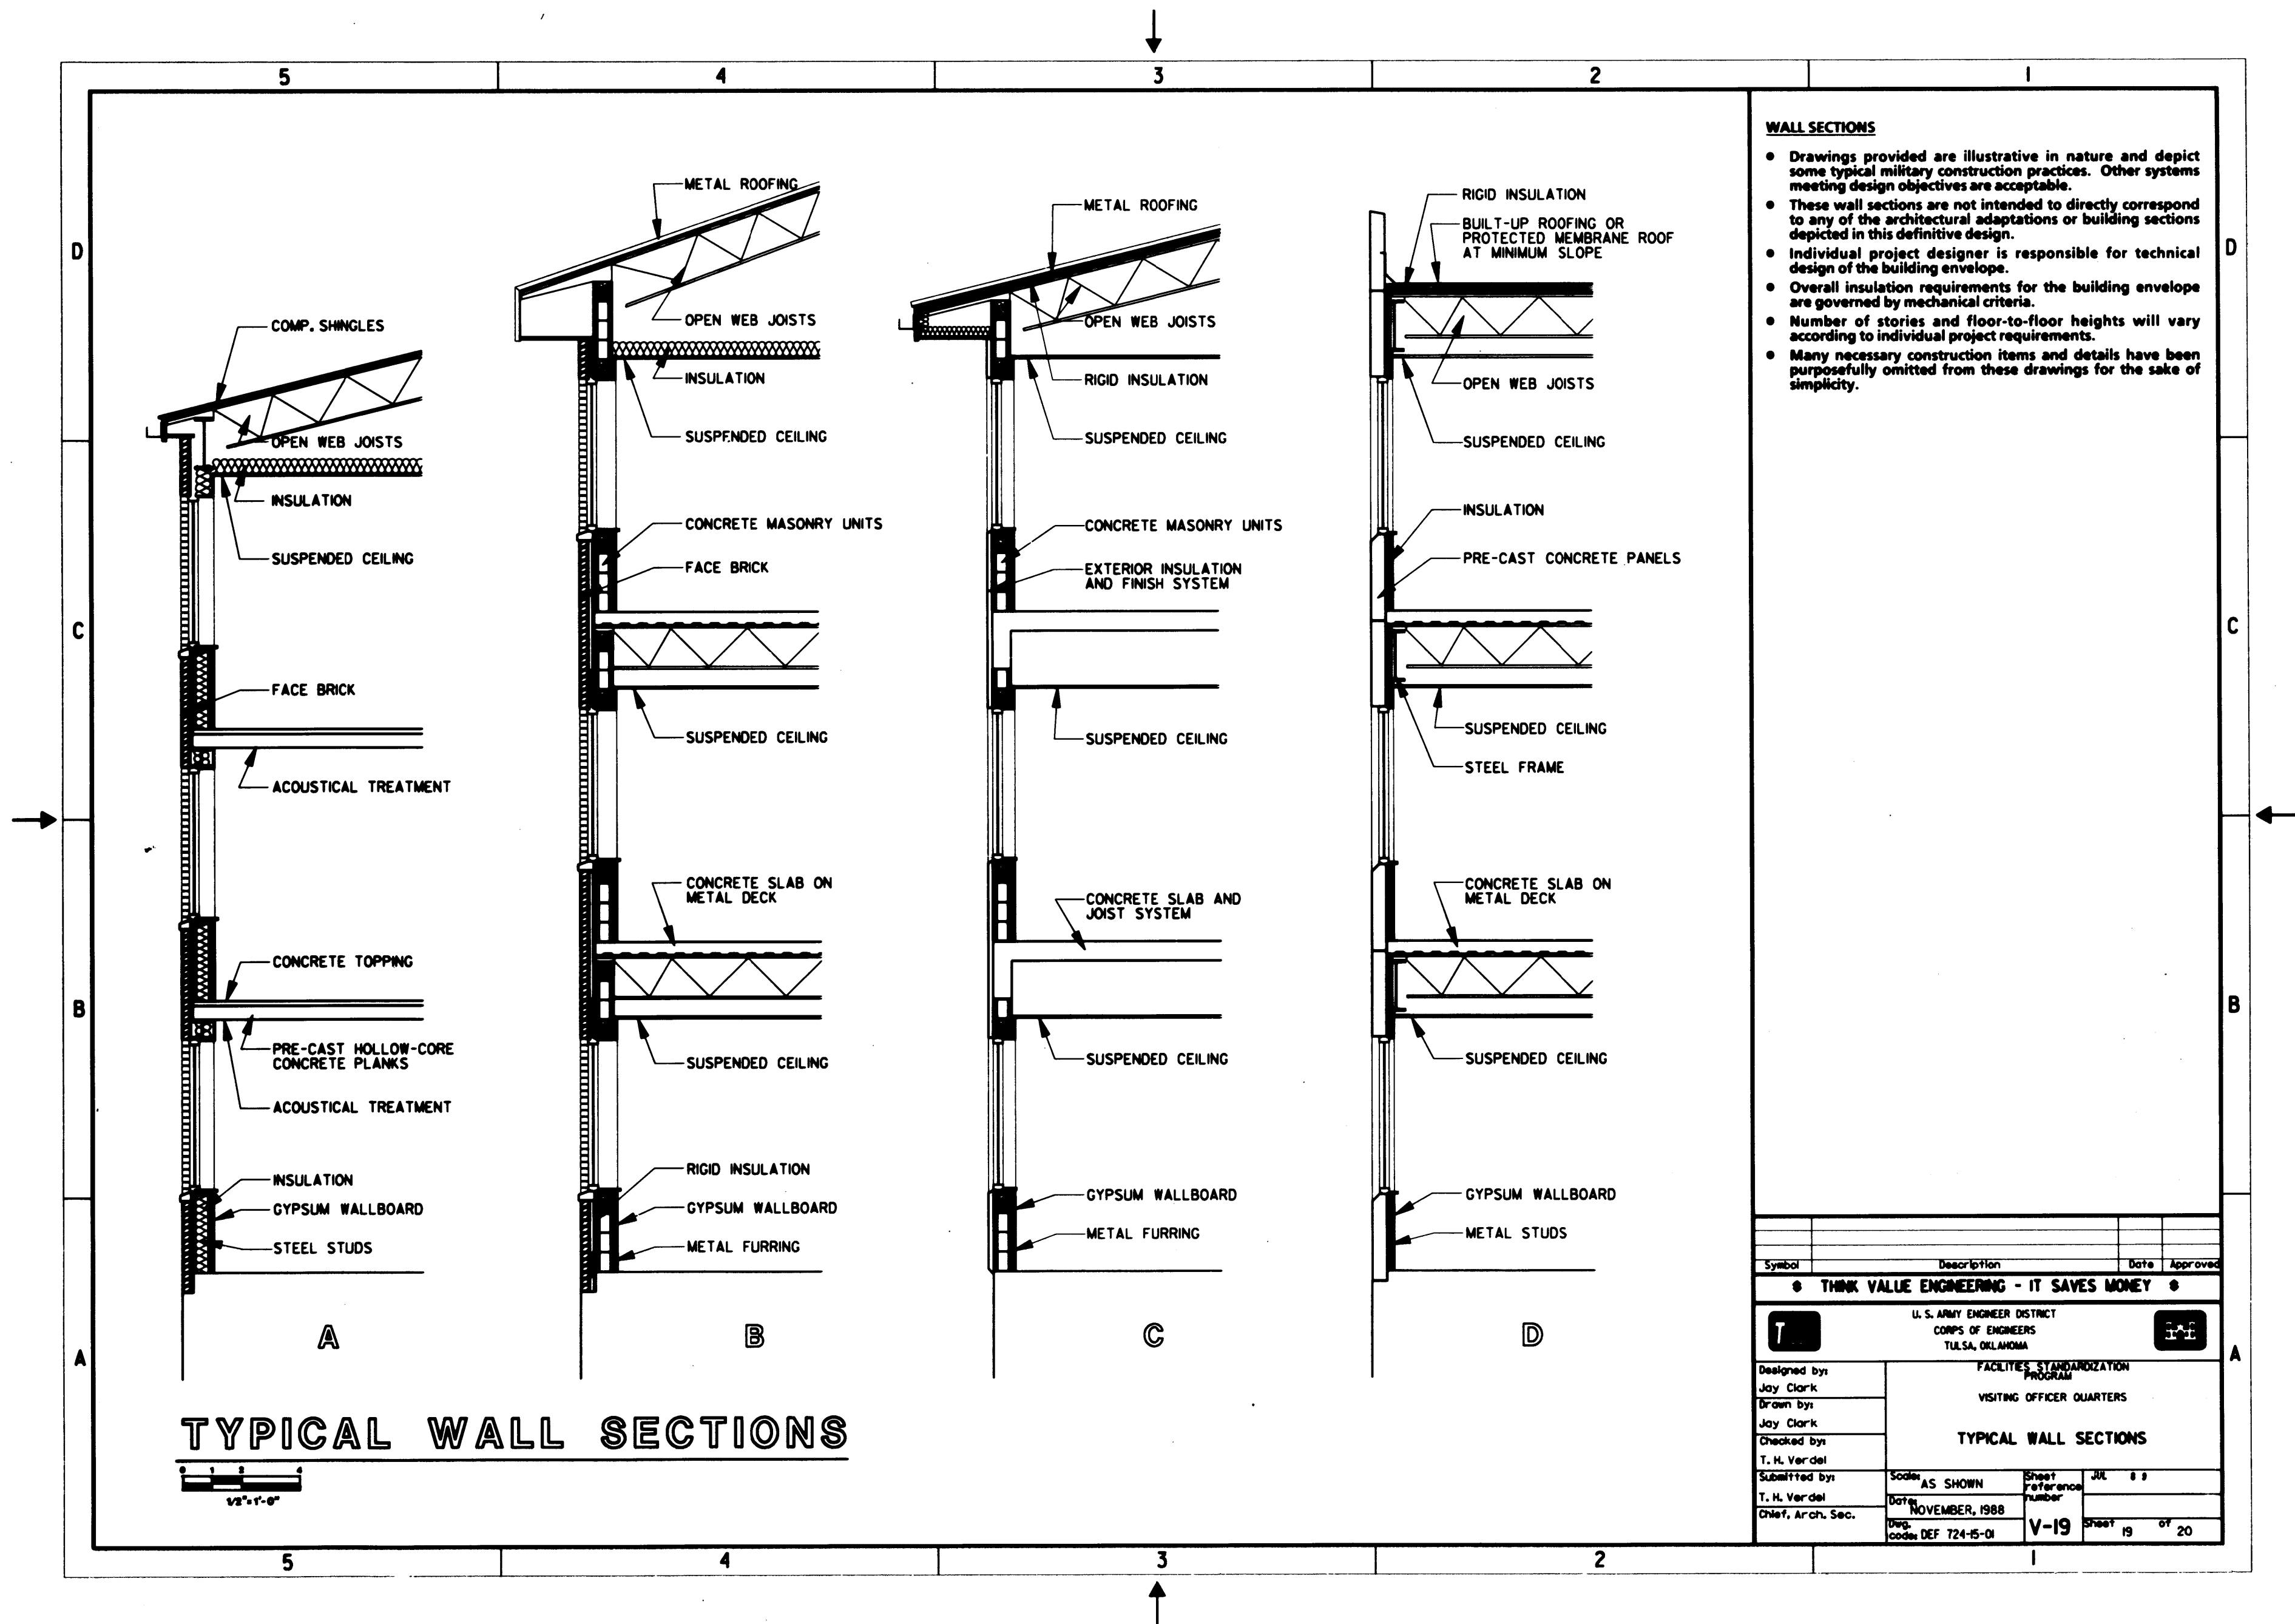 5 4 3 2 1
D
C
B
A
METAL ROOFING
OPEN WEB JOISTS
INSULATION
SUSPENDED CEILING
CONCRETE MASONRY UNITS
FACE BRICK
SUSPENDED CEILING
CONCRETE SLAB ON
METAL DECK
SUSPENDED CEILING
RIGID INSULATION
GYPSUM WALLBOARD
METAL FURRING
B
COMP. SHINGLES
OPEN WEB JOISTS
INSULATION
SUSPENDED CEILING
FACE BRICK
ACOUSTICAL TREATMENT
CONCRETE TOPPING
PRE-CAST HOLLOW-CORE
CONCRETE PLANKS
ACOUSTICAL TREATMENT
INSULATION
GYPSUM WALLBOARD
STEEL STUDS
A
METAL ROOFING
OPEN WEB JOISTS
RIGID INSULATION
SUSPENDED CEILING
CONCRETE MASONRY UNITS
EXTERIOR INSULATION
AND FINISH SYSTEM
SUSPENDED CEILING
CONCRETE SLAB AND
JOIST SYSTEM
SUSPENDED CEILING
GYPSUM WALLBOARD
METAL FURRING
C
RIGID INSULATION
BUILT-UP ROOFING OR
PROTECTED MEMBRANE ROOF
AT MINIMUM SLOPE
OPEN WEB JOISTS
SUSPENDED CEILING
INSULATION
PRE-CAST CONCRETE PANELS
SUSPENDED CEILING
STEEL FRAME
CONCRETE SLAB ON
METAL DECK
SUSPENDED CEILING
GYPSUM WALLBOARD
METAL STUDS
D
TYPICAL WALL SECTIONS
0 1 2 4
1/2"=1'-0"
WALL SECTIONS
● Drawings provided are illustrative in nature and depict
some typical military construction practices. Other systems
meeting design objectives are acceptable.
● These wall sections are not intended to directly correspond
to any of the architectural adaptations or building sections
depicted in this definitive design.
● Individual project designer is responsible for technical
design of the building envelope.
● Overall insulation requirements for the building envelope
are governed by mechanical criteria.
● Number of stories and floor-to-floor heights will vary
according to individual project requirements.
● Many necessary construction items and details have been
purposefully omitted from these drawings for the sake of
simplicity.
D
C
B
A
Symbol Description Date Approved
$ THINK VALUE ENGINEERING - IT SAVES MONEY $
T
U. S. ARMY ENGINEER DISTRICT
CORPS OF ENGINEERS
TULSA, OKLAHOMA
Designed by:
Jay Clark
Drawn by:
Jay Clark
Checked by:
T. H. Verdel
Submitted by:
T. H. Verdel
Chief, Arch. Sec.
FACILITIES STANDARDIZATION
PROGRAM
VISITING OFFICER QUARTERS
TYPICAL WALL SECTIONS
Scale: AS SHOWN
Date: NOVEMBER, 1988
Dwg.
code: DEF 724-15-01
Sheet
reference
number
V-19
JUL 89
Sheet 19 of 20
5 4 3 2 1